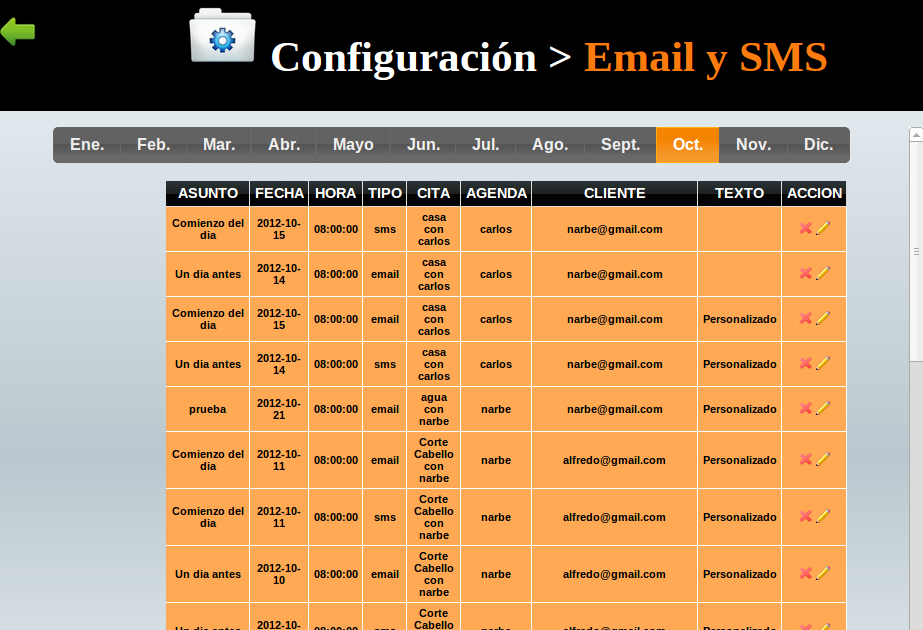 Configuración > Email y SMS
Ene. Feb. Mar. Abr. Mayo Jun. Jul. Ago. Sept. Oct. Nov. Dic.
ASUNTO FECHA HORA TIPO CITA AGENDA CLIENTE TEXTO ACCION
Comienzo del dia 2012-10-15 08:00:00 sms casa con carlos carlos narbe@gmail.com
Un dia antes 2012-10-14 08:00:00 email casa con carlos carlos narbe@gmail.com
Comienzo del dia 2012-10-15 08:00:00 email casa con carlos carlos narbe@gmail.com Personalizado
Un dia antes 2012-10-14 08:00:00 sms casa con carlos carlos narbe@gmail.com Personalizado
prueba 2012-10-21 08:00:00 email agua con narbe narbe narbe@gmail.com Personalizado
Comienzo del dia 2012-10-11 08:00:00 email Corte Cabello con narbe narbe alfredo@gmail.com Personalizado
Comienzo del dia 2012-10-11 08:00:00 sms Corte Cabello con narbe narbe alfredo@gmail.com Personalizado
Un dia antes 2012-10-10 08:00:00 email Corte Cabello con narbe narbe alfredo@gmail.com Personalizado
Un dia antes 2012-10- 08:00:00 sms Corte Cabello narbe alfredo@gmail.com Personalizado